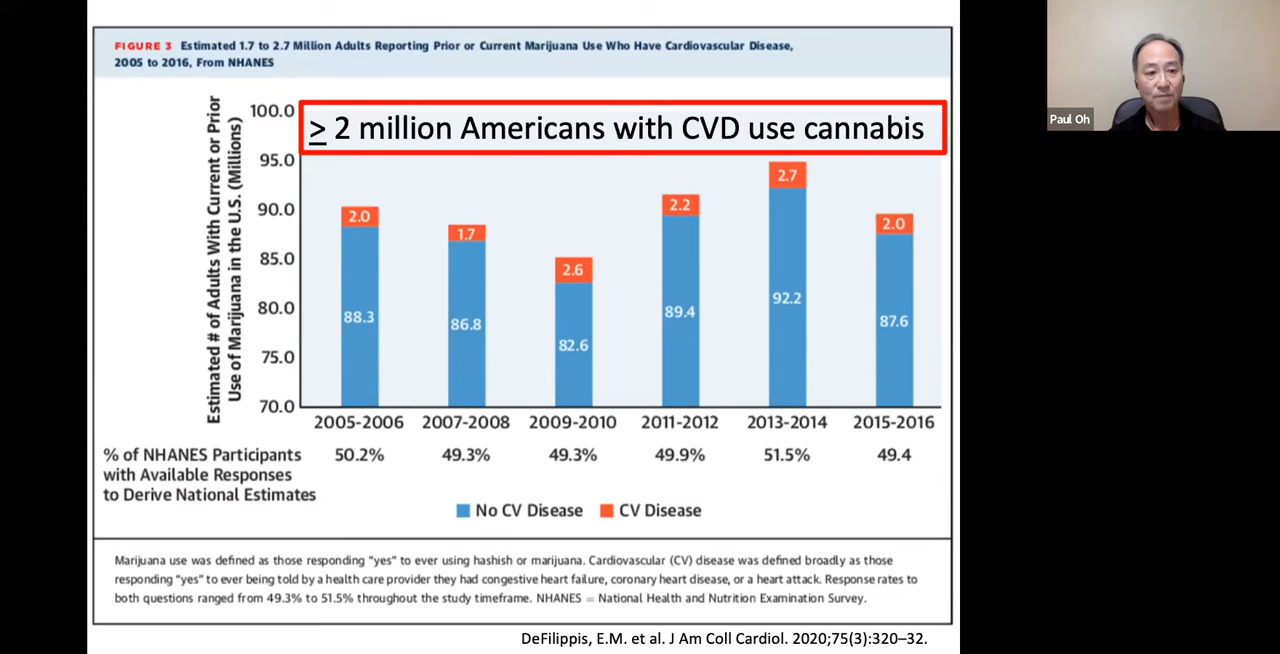 FIGURE 3 Estimated 1.7 to 2.7 Million Adults Reporting Prior or Current Marijuana Use Who Have Cardiovascular Disease,
2005 to 2016, From NHANES
≥ 2 million Americans with CVD use cannabis
Estimated # of Adults With Current or Prior
Use of Marijuana in the U.S. (Millions)
100.0
95.0
90.0
85.0
80.0
75.0
70.0
2.0
1.7
2.6
2.2
2.7
2.0
88.3
86.8
82.6
89.4
92.2
87.6
2005-2006 2007-2008 2009-2010 2011-2012 2013-2014 2015-2016
% of NHANES Participants
with Available Responses
to Derive National Estimates
50.2% 49.3% 49.3% 49.9% 51.5% 49.4
No CV Disease CV Disease
Marijuana use was defined as those responding "yes" to ever using hashish or marijuana. Cardiovascular (CV) disease was defined broadly as those
responding "yes" to ever being told by a health care provider they had congestive heart failure, coronary heart disease, or a heart attack. Response rates to
both questions ranged from 49.3% to 51.5% throughout the study timeframe. NHANES = National Health and Nutrition Examination Survey.
DeFilippis, E.M. et al. J Am Coll Cardiol. 2020;75(3):320–32.
Paul Oh